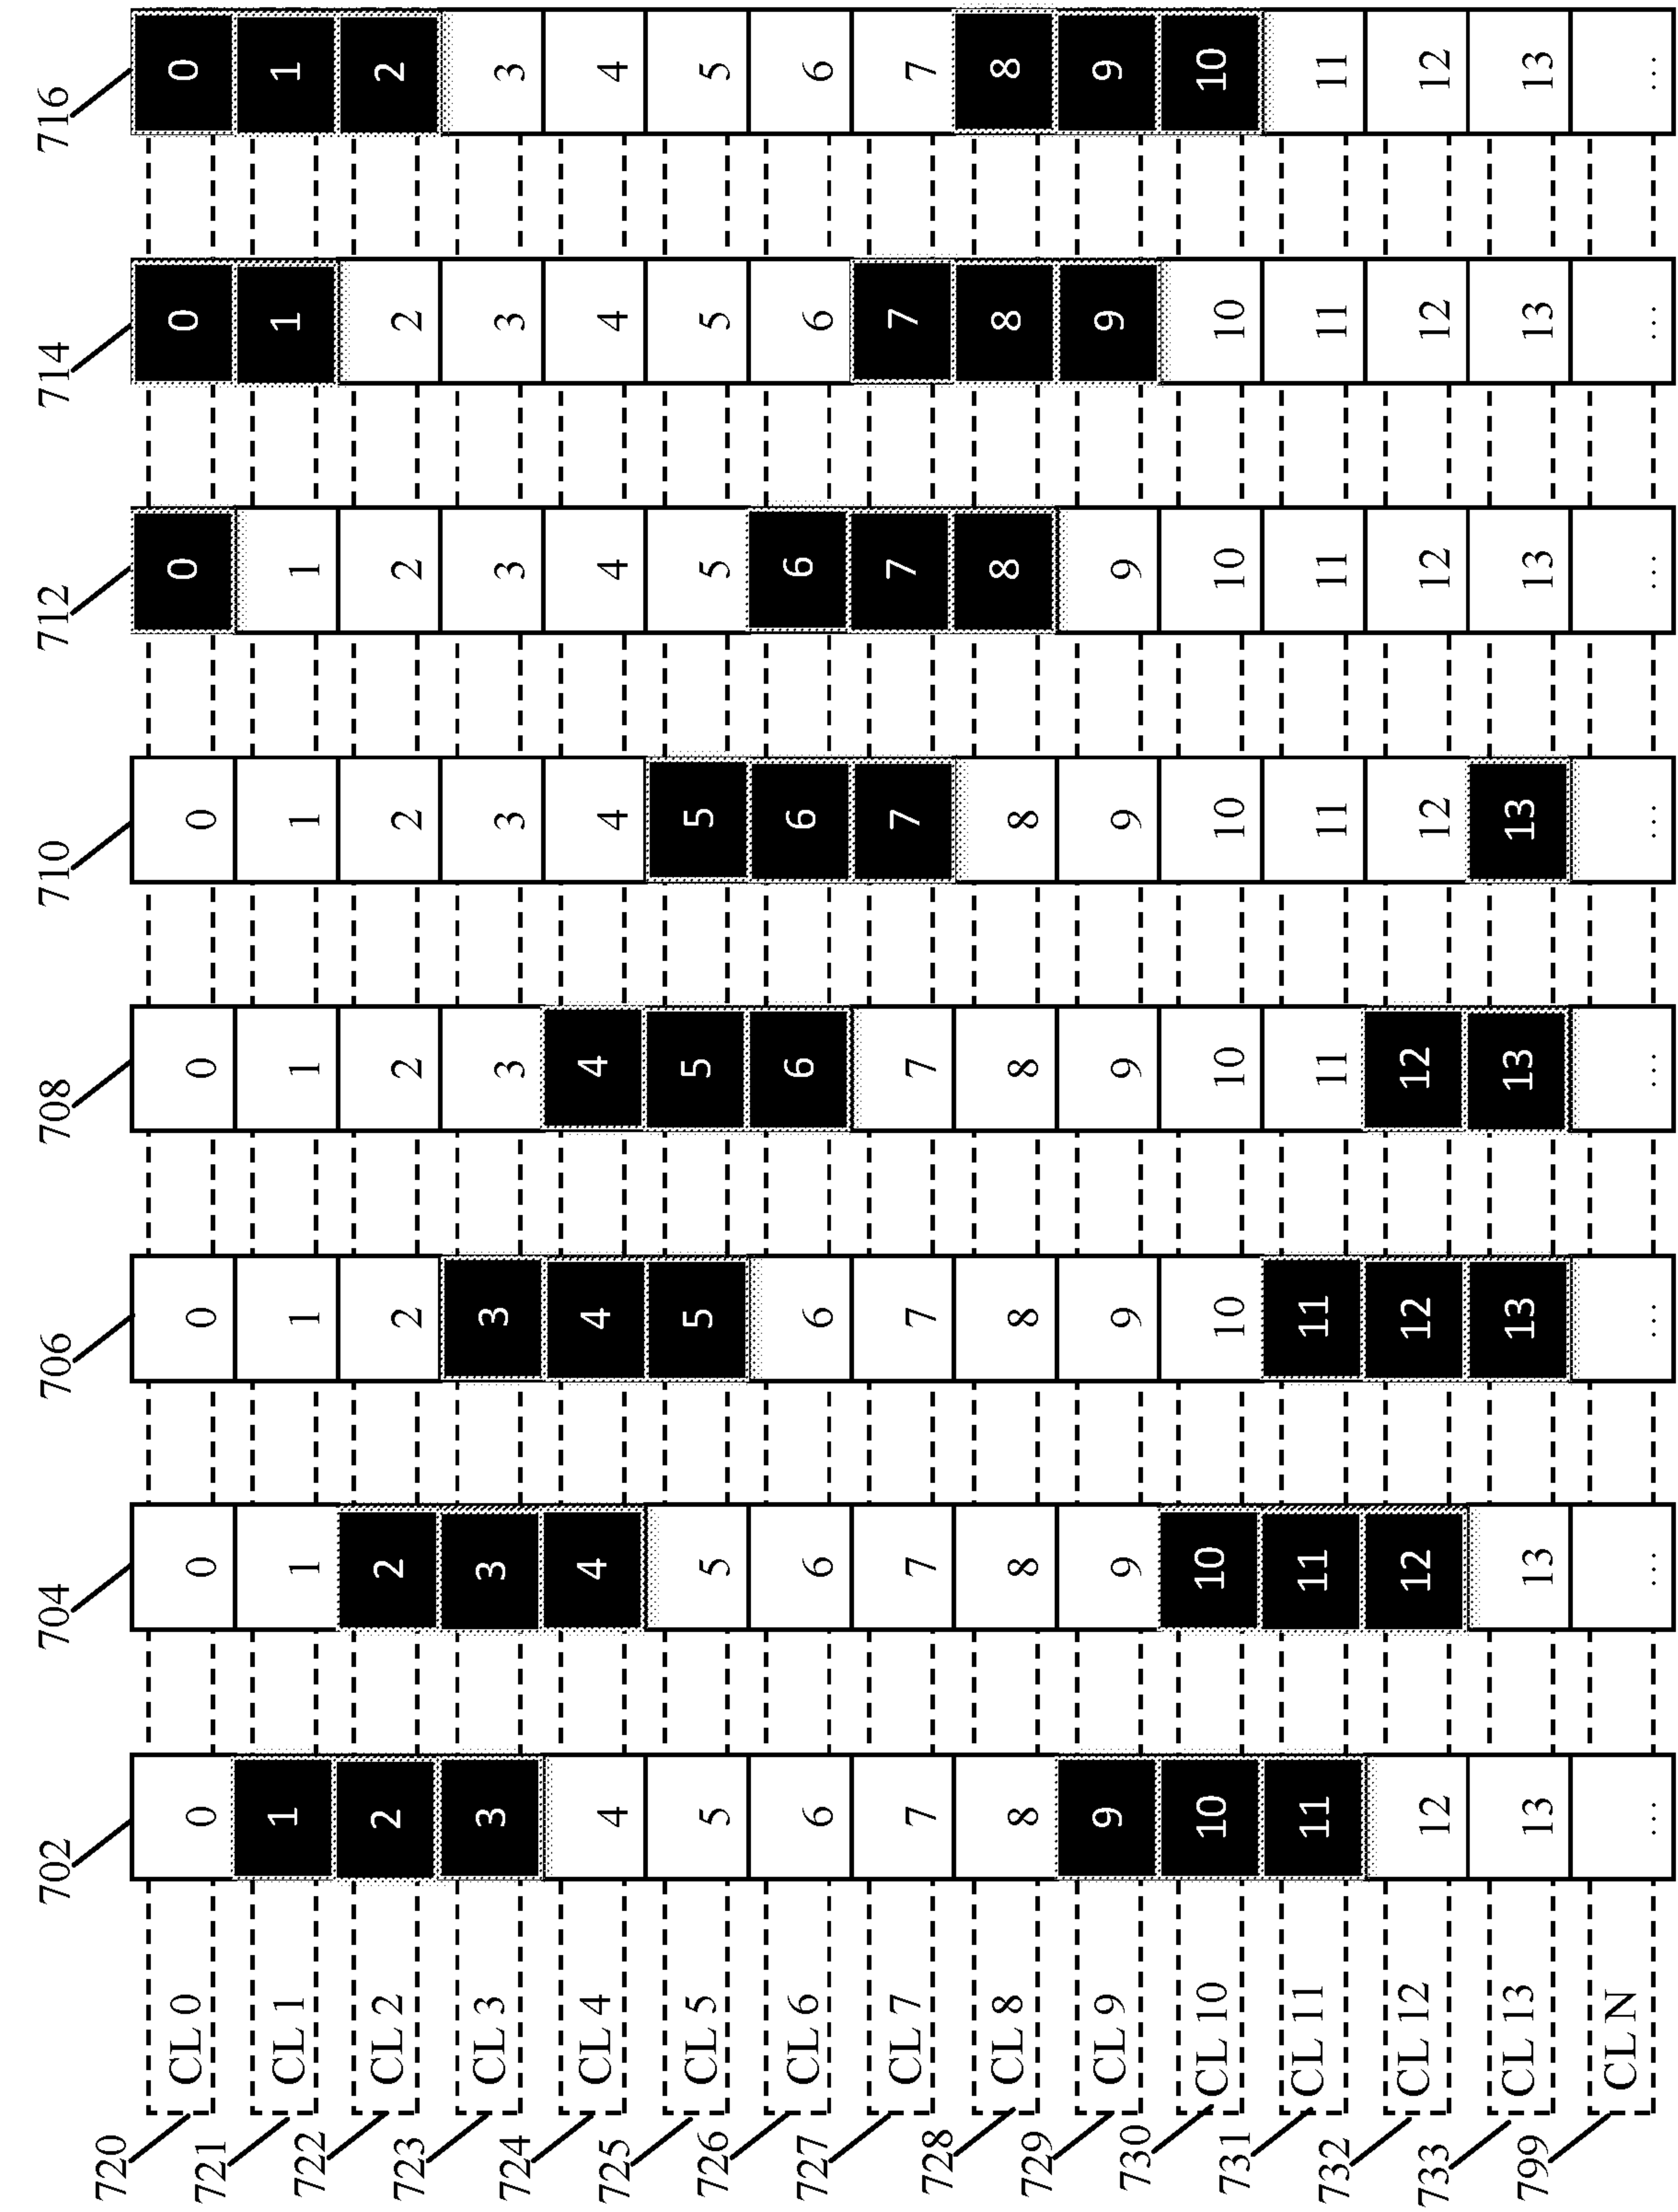 702 704 706 708 710 712 714 716
720 CL 0 0 0 0 0 0 0 0 0
721 CL 1 1 1 1 1 1 1 1 1
722 CL 2 2 2 2 2 2 2 2 2
723 CL 3 3 3 3 3 3 3 3 3
724 CL 4 4 4 4 4 4 4 4 4
725 CL 5 5 5 5 5 5 5 5 5
726 CL 6 6 6 6 6 6 6 6 6
727 CL 7 7 7 7 7 7 7 7 7
728 CL 8 8 8 8 8 8 8 8 8
729 CL 9 9 9 9 9 9 9 9 9
730 CL 10 10 10 10 10 10 10 10 10
731 CL 11 11 11 11 11 11 11 11 11
732 CL 12 12 12 12 12 12 12 12 12
733 CL 13 13 13 13 13 13 13 13 13
799 CL N ... ... ... ... ... ... ... ...